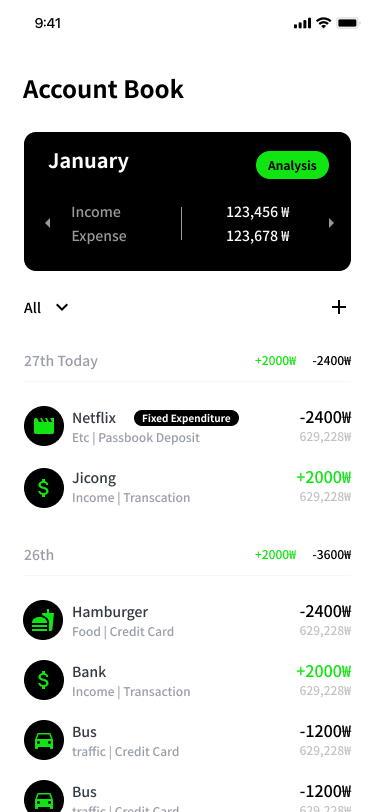 9:41
Account Book
January
Analysis
Income 123,456 ₩
Expense 123,678 ₩
All
27th Today +2000₩ -2400₩
Netflix Fixed Expenditure -2400₩
Etc | Passbook Deposit 629,228₩
Jicong +2000₩
Income | Transcation 629,228₩
26th +2000₩ -3600₩
Hamburger -2400₩
Food | Credit Card 629,228₩
Bank +2000₩
Income | Transaction 629,228₩
Bus -1200₩
traffic | Credit Card 629,228₩
Bus -1200₩
traffic | Credit Card 629,228₩